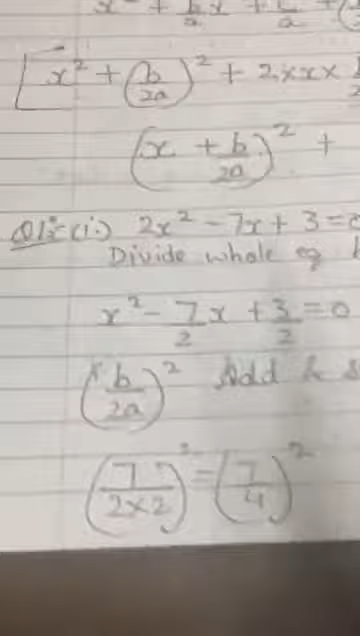 x² + b/a x + c/a +
[x² + (b/2a)² + 2×x×
(x + b/2a)² +
Q1:(i) 2x² - 7x + 3 =
Divide whole eq
x² - 7/2 x + 3/2 = 0
(b/2a)² Add &
(7/2×2)² = (7/4)²